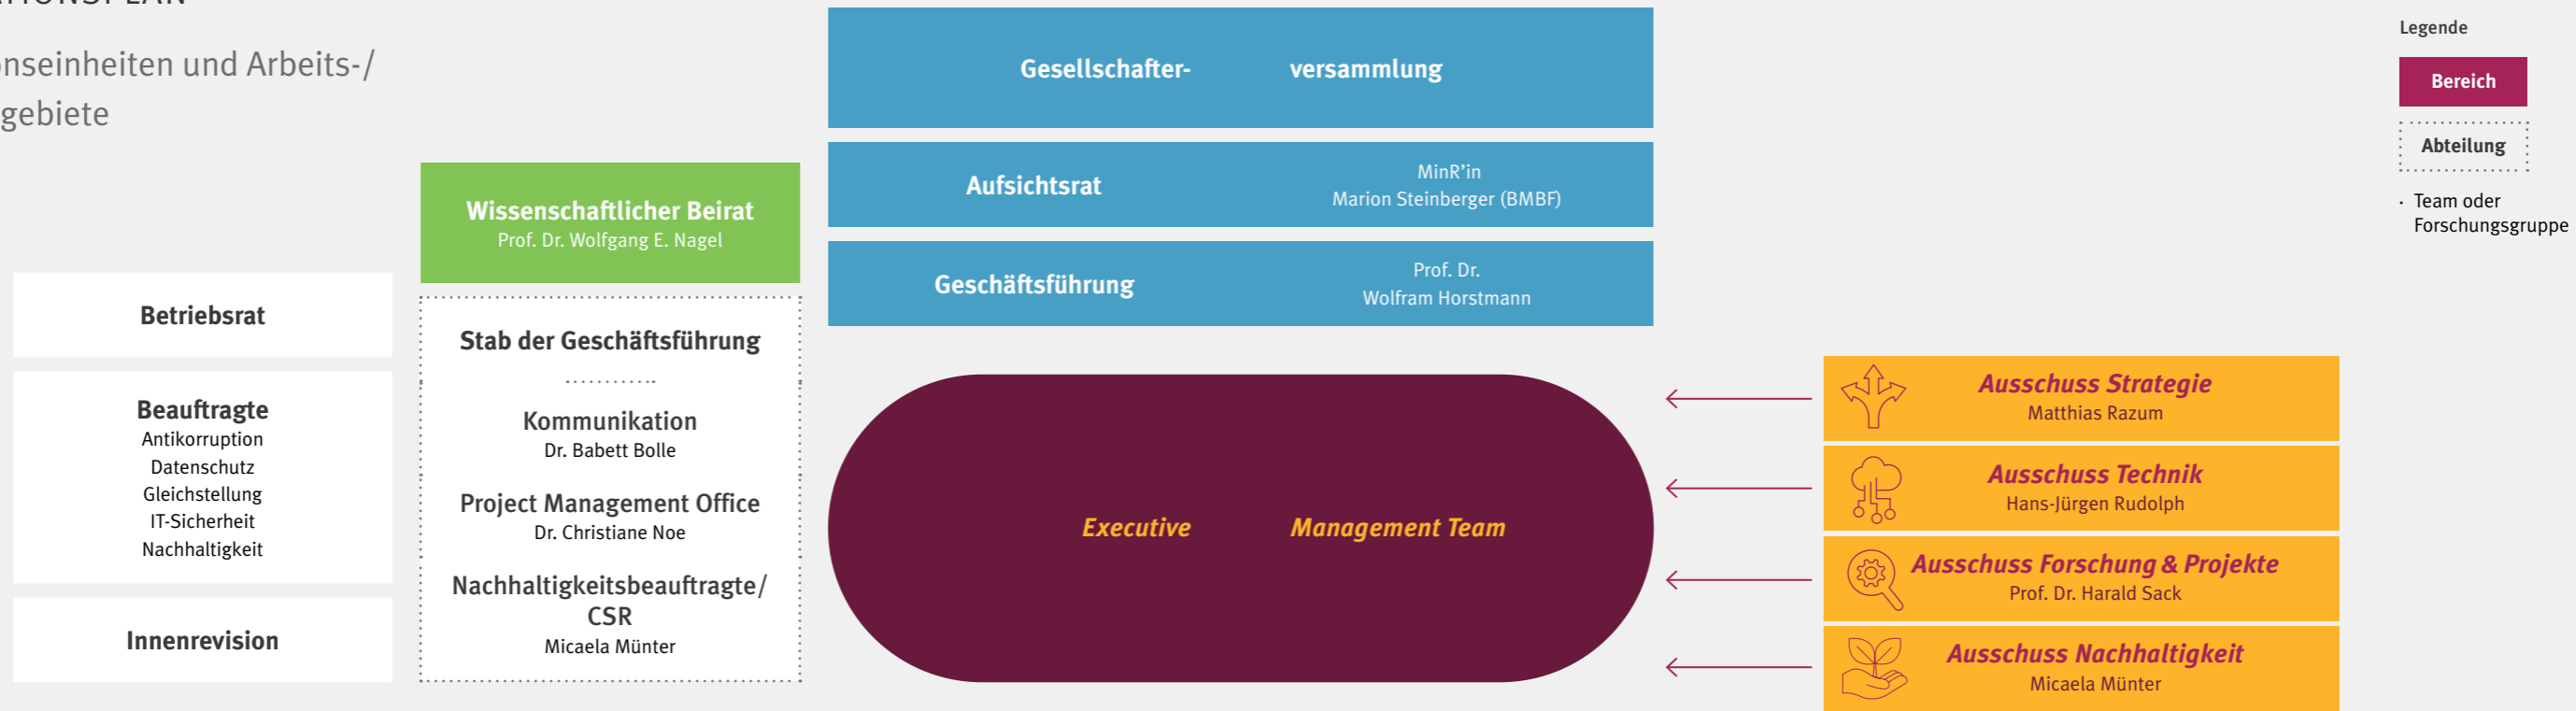 onseinheiten und Arbeits-/
gebiete
Gesellschafter- versammlung
Aufsichtsrat
MinR’in
Marion Steinberger (BMBF)
Geschäftsführung
Prof. Dr.
Wolfram Horstmann
Wissenschaftlicher Beirat
Prof. Dr. Wolfgang E. Nagel
Betriebsrat
Beauftragte
Antikorruption
Datenschutz
Gleichstellung
IT-Sicherheit
Nachhaltigkeit
Innenrevision
Stab der Geschäftsführung
Kommunikation
Dr. Babett Bolle
Project Management Office
Dr. Christiane Noe
Nachhaltigkeitsbeauftragte/
CSR
Micaela Münter
Executive Management Team
Ausschuss Strategie
Matthias Razum
Ausschuss Technik
Hans-Jürgen Rudolph
Ausschuss Forschung & Projekte
Prof. Dr. Harald Sack
Ausschuss Nachhaltigkeit
Micaela Münter
Legende
Bereich
Abteilung
· Team oder
Forschungsgruppe